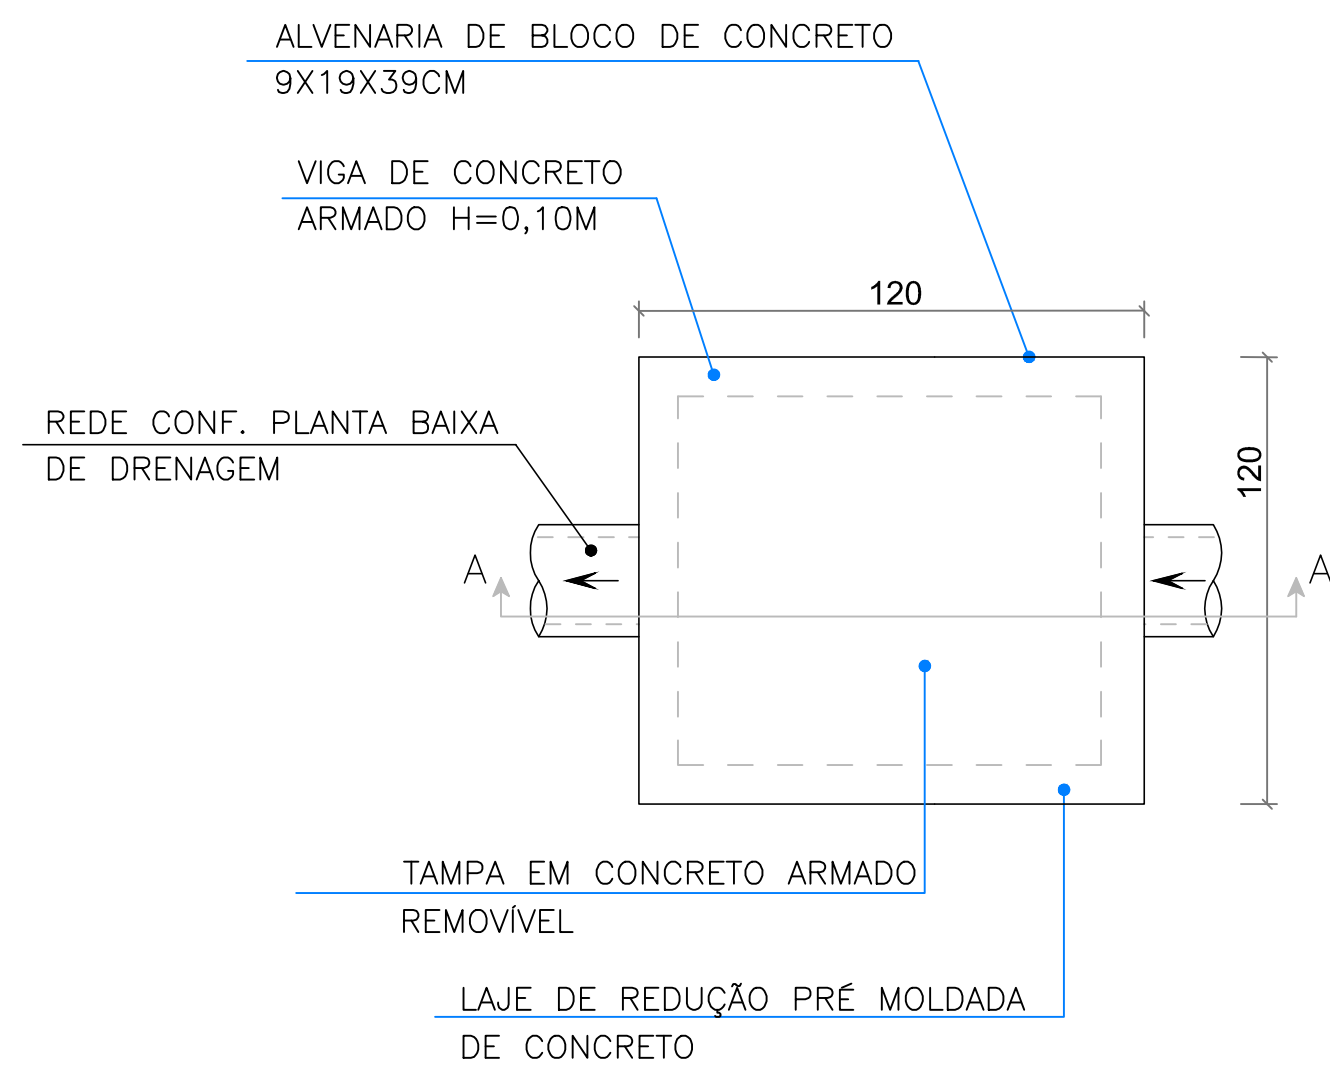 ALVENARIA DE BLOCO DE CONCRETO
9X19X39CM
VIGA DE CONCRETO
ARMADO H=0,10M
120
REDE CONF. PLANTA BAIXA
DE DRENAGEM
120
A
A
TAMPA EM CONCRETO ARMADO
REMOVÍVEL
LAJE DE REDUÇÃO PRÉ MOLDADA
DE CONCRETO